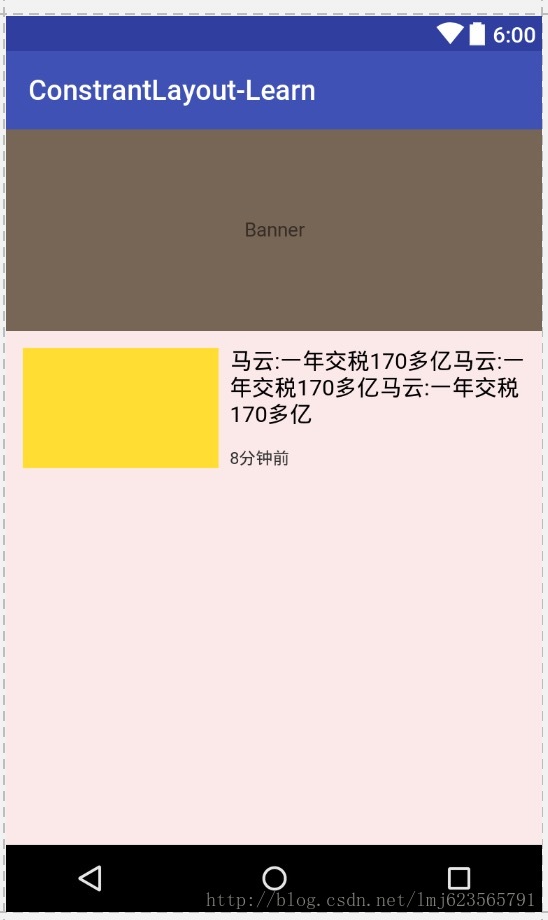 6:00
ConstrantLayout-Learn
Banner
马云:一年交税170多亿马云:一
年交税170多亿马云:一年交税
170多亿
8分钟前
http://blog.csdn.net/lmj623565791